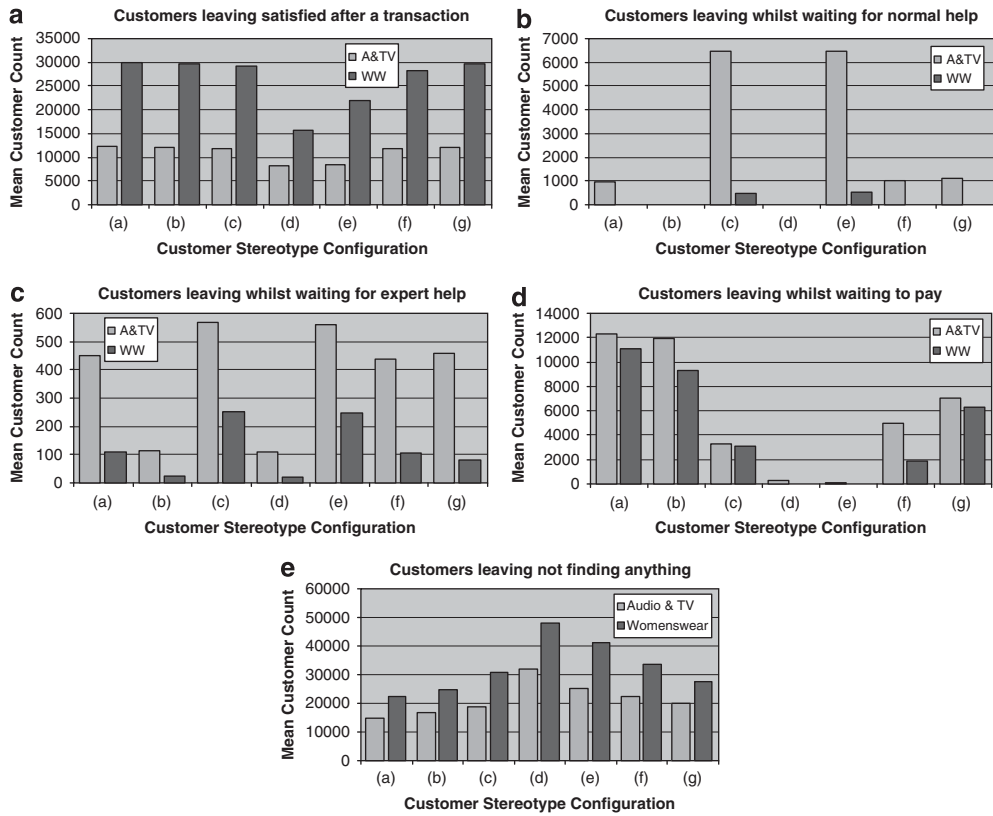 a Customers leaving satisfied after a transaction
Mean Customer Count
35000
30000
25000
20000
15000
10000
5000
0
A&TV
WW
(a) (b) (c) (d) (e) (f) (g)
Customer Stereotype Configuration
b Customers leaving whilst waiting for normal help
Mean Customer Count
7000
6000
5000
4000
3000
2000
1000
0
A&TV
WW
(a) (b) (c) (d) (e) (f) (g)
Customer Stereotype Configuration
c Customers leaving whilst waiting for expert help
Mean Customer Count
600
500
400
300
200
100
0
A&TV
WW
(a) (b) (c) (d) (e) (f) (g)
Customer Stereotype Configuration
d Customers leaving whilst waiting to pay
Mean Customer Count
14000
12000
10000
8000
6000
4000
2000
0
A&TV
WW
(a) (b) (c) (d) (e) (f) (g)
Customer Stereotype Configuration
e Customers leaving not finding anything
Mean Customer Count
60000
50000
40000
30000
20000
10000
0
Audio & TV
Womenswear
(a) (b) (c) (d) (e) (f) (g)
Customer Stereotype Configuration